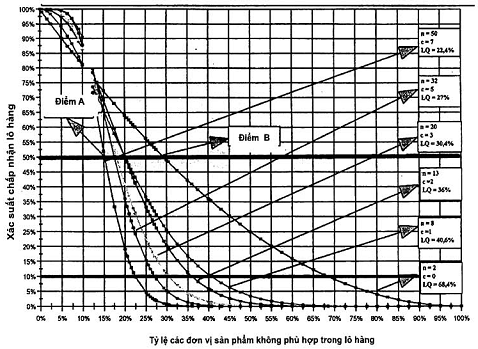 Xác suất chấp nhận lô hàng
100%
95%
90%
85%
80%
75%
70%
65%
60%
55%
50%
45%
40%
35%
30%
25%
20%
15%
10%
5%
0%
Điểm A
Điểm B
n = 50
c = 7
LQ = 22,4%
n = 32
c = 5
LQ = 27%
n = 20
c = 3
LQ = 30,4%
n = 13
c = 2
LQ = 36%
n = 8
c = 1
LQ = 40,6%
n = 2
c = 0
LQ = 68,4%
0% 5% 10% 15% 20% 25% 30% 35% 40% 45% 50% 55% 60% 65% 70% 75% 80% 85% 90% 95% 100%
Tỷ lệ các đơn vị sản phẩm không phù hợp trong lô hàng